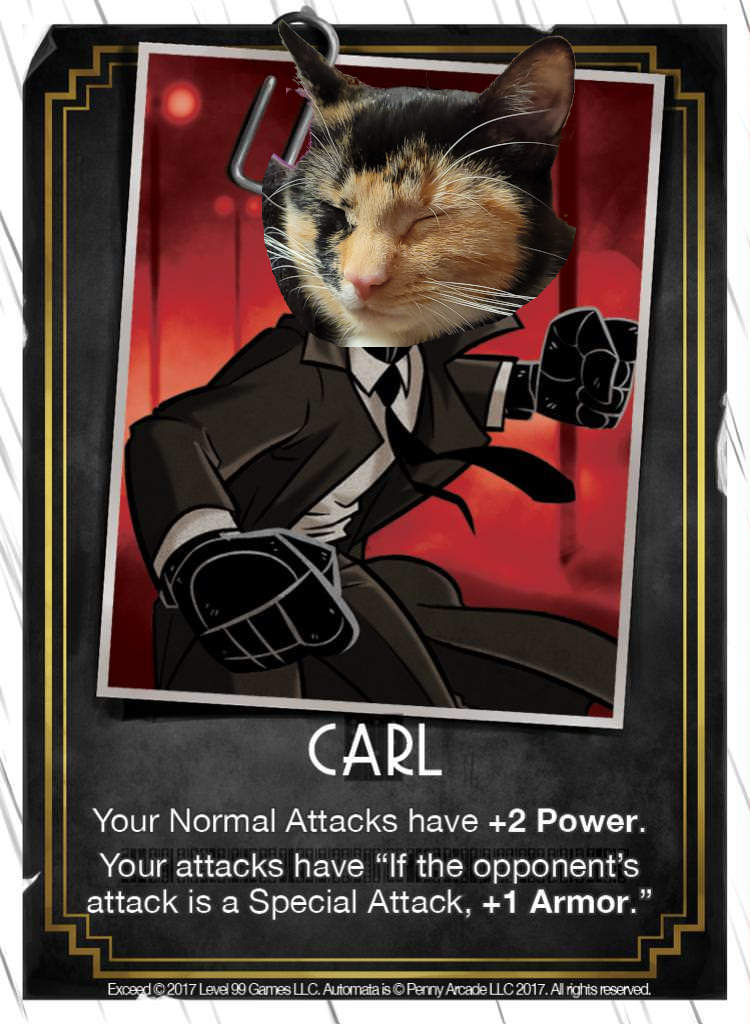 CARL
Your Normal Attacks have +2 Power.
Your attacks have “If the opponent’s
attack is a Special Attack, +1 Armor.”
Exceed © 2017 Level 99 Games LLC. Automata is © Penny Arcade LLC 2017. All rights reserved.